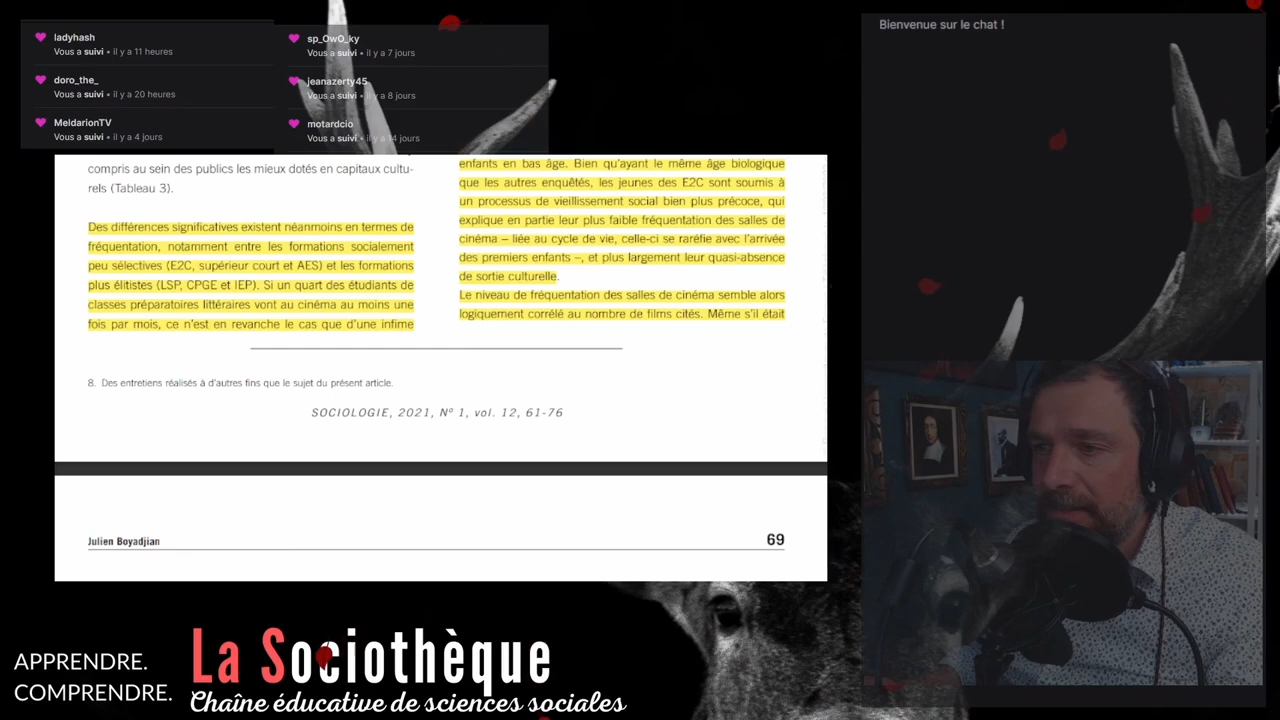 ladyhash
Vous a suivi • il y a 11 heures
doro_the_
Vous a suivi • il y a 20 heures
MeldarionTV
Vous a suivi • il y a 4 jours
sp_OwO_ky
Vous a suivi • il y a 7 jours
jeanazerty45
Vous a suivi • il y a 8 jours
motardcio
Vous a suivi • il y a 14 jours
Bienvenue sur le chat !
compris au sein des publics les mieux dotés en capitaux cultu-
rels (Tableau 3).
Des différences significatives existent néanmoins en termes de
fréquentation, notamment entre les formations socialement
peu sélectives (E2C, supérieur court et AES) et les formations
plus élitistes (LSP, CPGE et IEP). Si un quart des étudiants de
classes préparatoires littéraires vont au cinéma au moins une
fois par mois, ce n'est en revanche le cas que d'une infime
enfants en bas âge. Bien qu'ayant le même âge biologique
que les autres enquêtés, les jeunes des E2C sont soumis à
un processus de vieillissement social bien plus précoce, qui
explique en partie leur plus faible fréquentation des salles de
cinéma – liée au cycle de vie, celle-ci se raréfie avec l'arrivée
des premiers enfants –, et plus largement leur quasi-absence
de sortie culturelle.
Le niveau de fréquentation des salles de cinéma semble alors
logiquement corrélé au nombre de films cités. Même s'il était
8. Des entretiens réalisés à d'autres fins que le sujet du présent article.
SOCIOLOGIE, 2021, N° 1, vol. 12, 61-76
Julien Boyadjian
69
APPRENDRE.
COMPRENDRE.
La Sociothèque
Chaîne éducative de sciences sociales